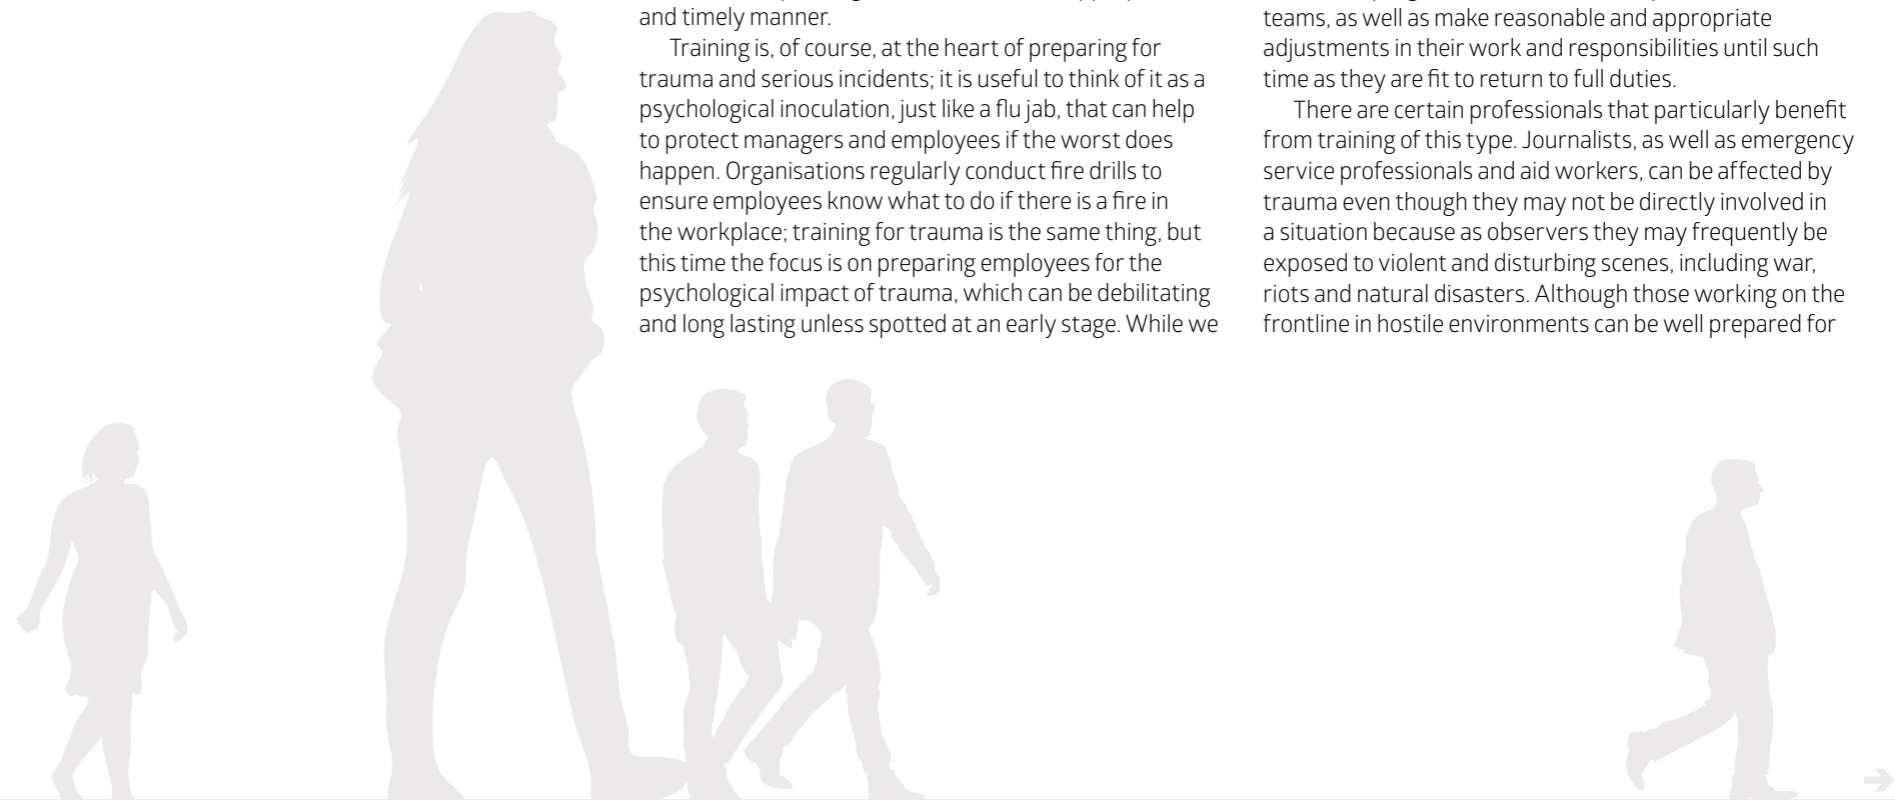 and timely manner.
Training is, of course, at the heart of preparing for
trauma and serious incidents; it is useful to think of it as a
psychological inoculation, just like a flu jab, that can help
to protect managers and employees if the worst does
happen. Organisations regularly conduct fire drills to
ensure employees know what to do if there is a fire in
the workplace; training for trauma is the same thing, but
this time the focus is on preparing employees for the
psychological impact of trauma, which can be debilitating
and long lasting unless spotted at an early stage. While we
teams, as well as make reasonable and appropriate
adjustments in their work and responsibilities until such
time as they are fit to return to full duties.
There are certain professionals that particularly benefit
from training of this type. Journalists, as well as emergency
service professionals and aid workers, can be affected by
trauma even though they may not be directly involved in
a situation because as observers they may frequently be
exposed to violent and disturbing scenes, including war,
riots and natural disasters. Although those working on the
frontline in hostile environments can be well prepared for